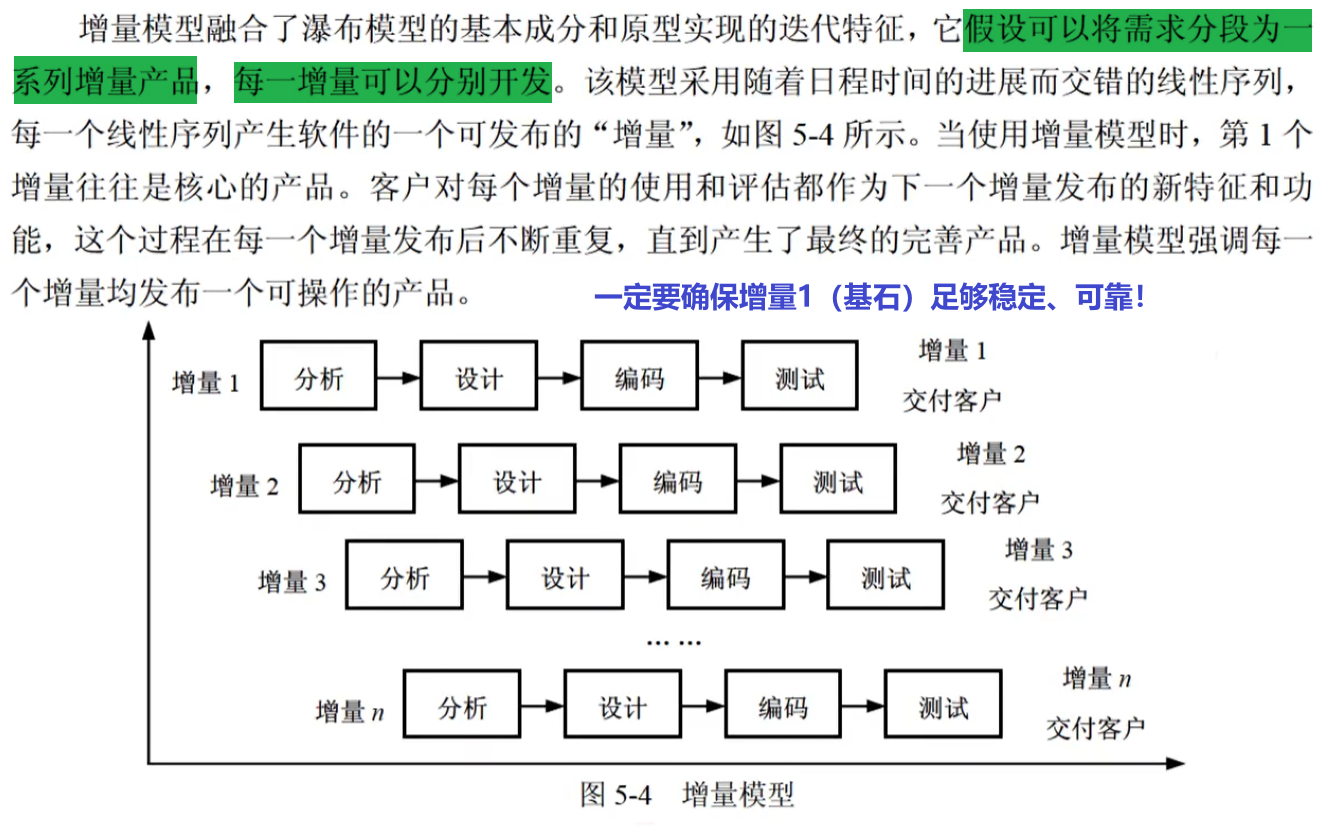 增量模型融合了瀑布模型的基本成分和原型实现的迭代特征，它假设可以将需求分段为一
系列增量产品，每一增量可以分别开发。该模型采用随着日程时间的进展而交错的线性序列，
每一个线性序列产生软件的一个可发布的“增量”，如图 5-4 所示。当使用增量模型时，第 1 个
增量往往是核心的产品。客户对每个增量的使用和评估都作为下一个增量发布的新特征和功
能，这个过程在每一个增量发布后不断重复，直到产生了最终的完善产品。增量模型强调每一
个增量均发布一个可操作的产品。
一定要确保增量1（基石）足够稳定、可靠！
增量 1 分析 设计 编码 测试 增量 1
交付客户
增量 2 分析 设计 编码 测试 增量 2
交付客户
增量 3 分析 设计 编码 测试 增量 3
交付客户
... ...
增量 n 分析 设计 编码 测试 增量 n
交付客户
图 5-4 增量模型